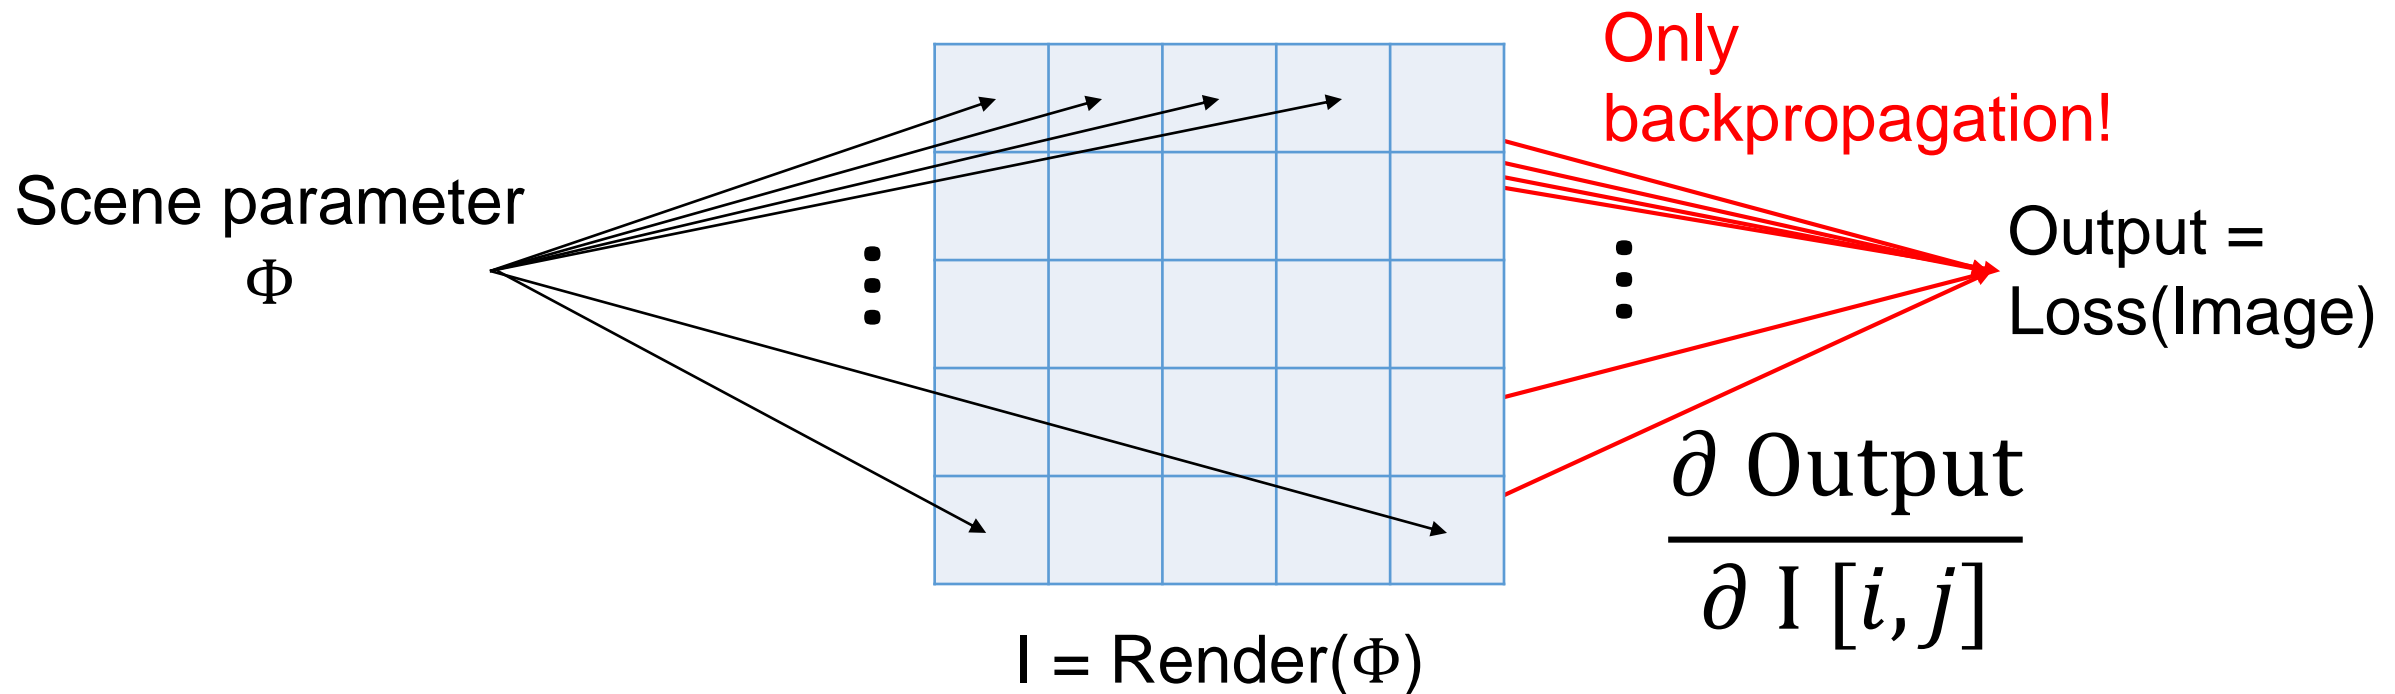 Only
backpropagation!
Scene parameter
Φ
Output =
Loss(Image)
∂ Output
∂ I [i, j]
I = Render(Φ)